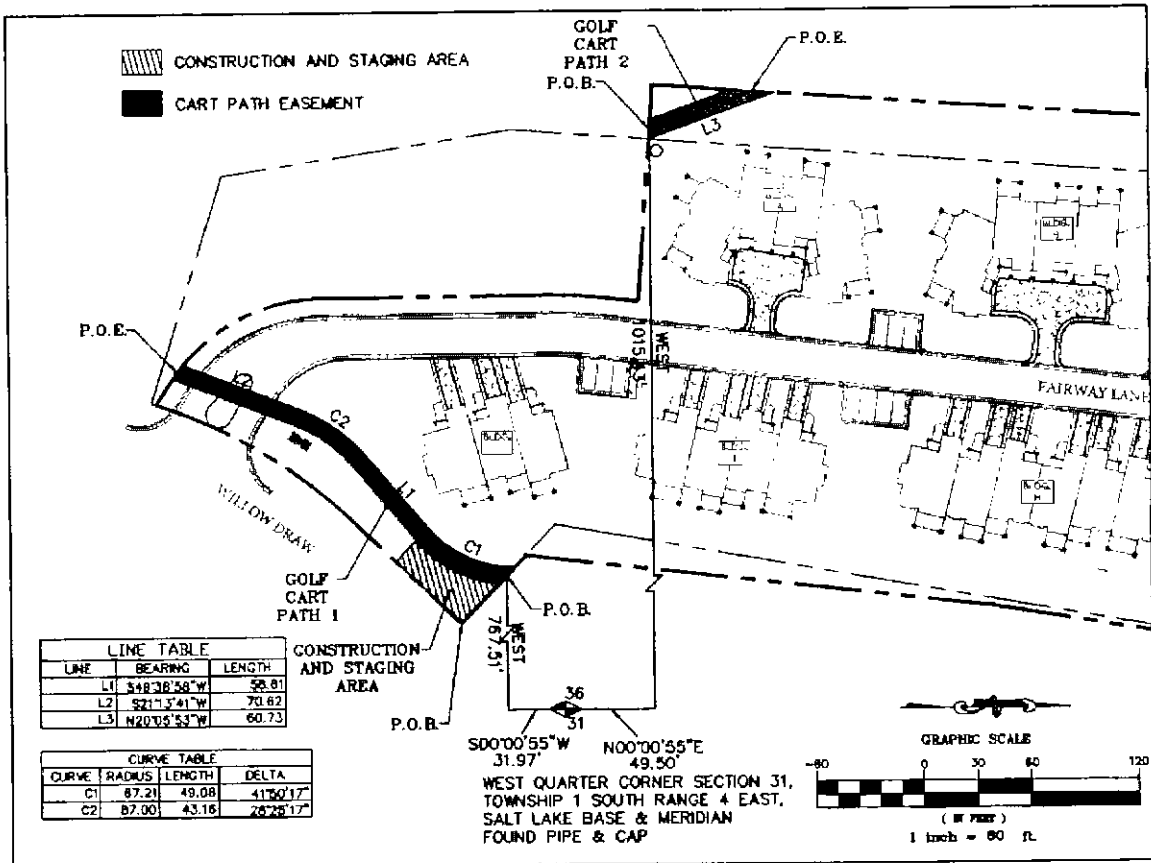 CONSTRUCTION AND STAGING AREA
CART PATH EASEMENT
GOLF
CART
PATH 2
P.O.B.
P.O.E.
L3
P.O.E.
C2
L1
C1
WILLOW DRAW
FAIRWAY LANE
WEST
GOLF
CART
PATH 1
CONSTRUCTION
AND STAGING
AREA
P.O.B.
P.O.B.
WEST
767.51'
36
31
S00°00'55"W
31.97'
N00°00'55"E
49.50'
WEST QUARTER CORNER SECTION 31,
TOWNSHIP 1 SOUTH RANGE 4 EAST,
SALT LAKE BASE & MERIDIAN
FOUND PIPE & CAP
LINE TABLE
LINE BEARING LENGTH
L1 S48°38'58"W 58.81
L2 S21°13'41"W 70.62
L3 N20°05'53"W 60.73
CURVE TABLE
CURVE RADIUS LENGTH DELTA
C1 67.21 49.08 41°50'17"
C2 87.00 43.16 28°25'17"
GRAPHIC SCALE
-60 0 30 60 120
( IN FEET )
1 inch = 60 ft.